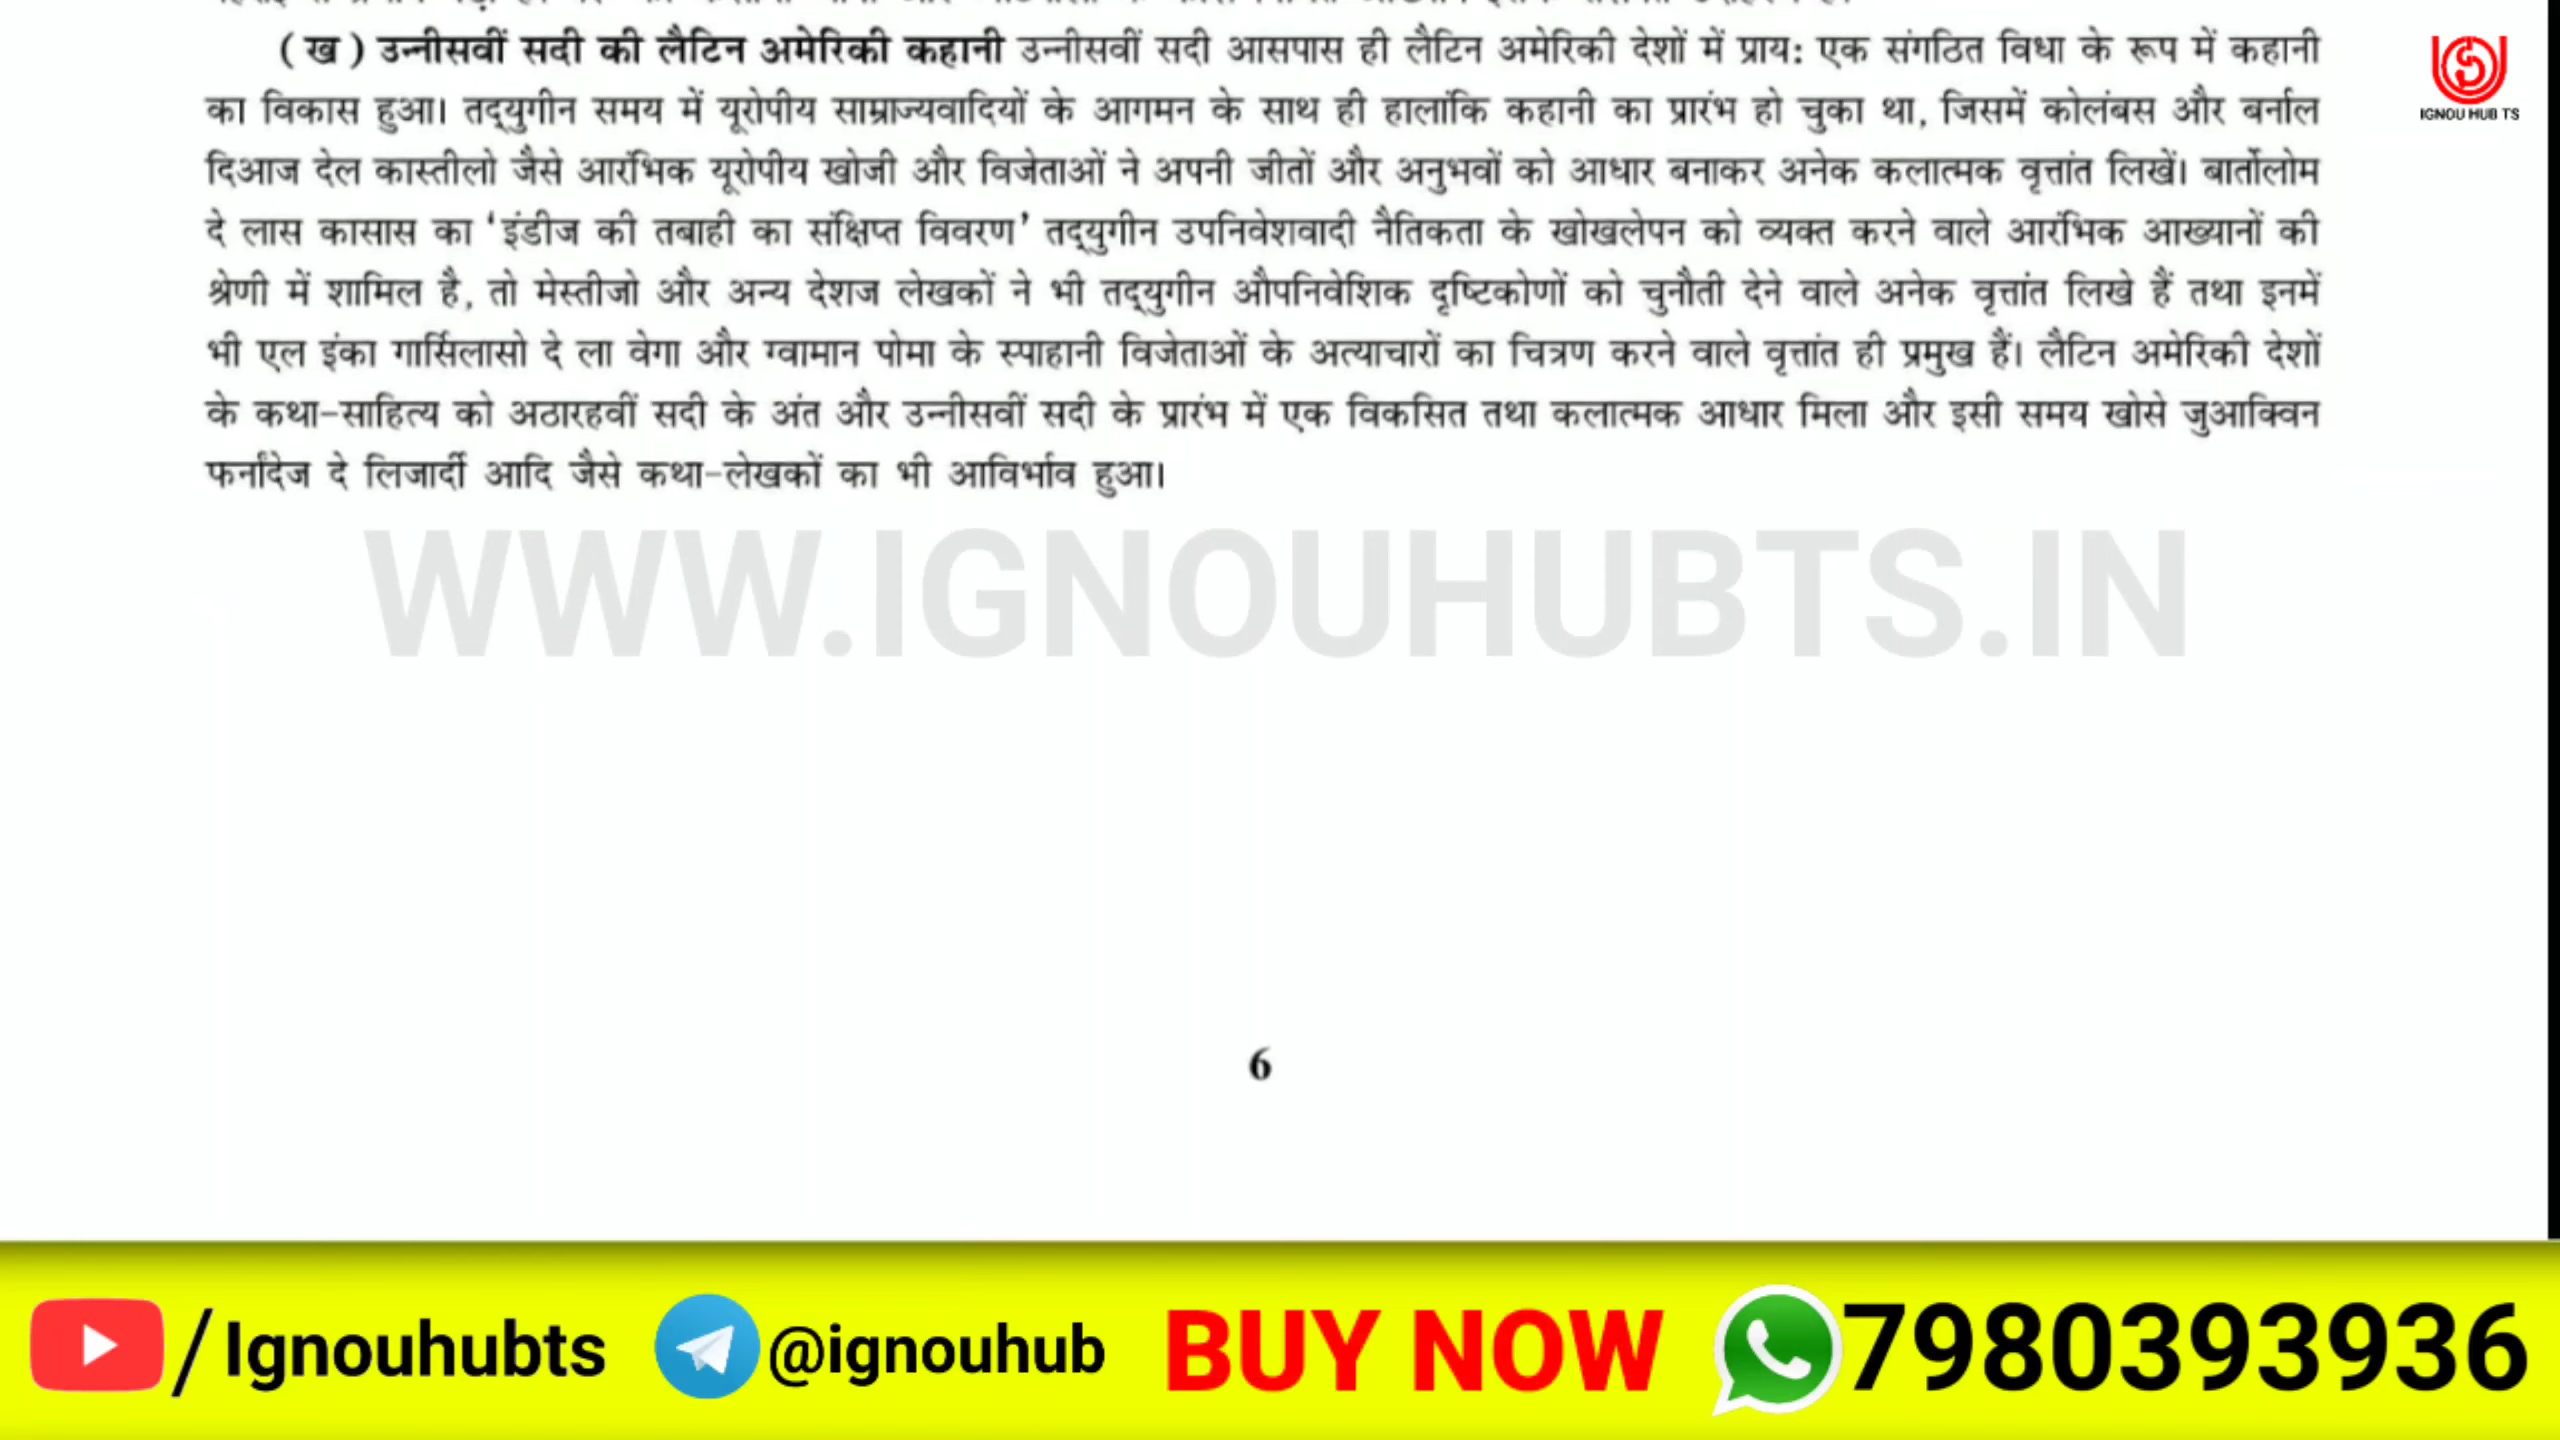 (ख) उन्नीसवीं सदी की लैटिन अमेरिकी कहानी उन्नीसवीं सदी आसपास ही लैटिन अमेरिकी देशों में प्राय: एक संगठित विधा के रूप में कहानी
का विकास हुआ। तद्‌युगीन समय में यूरोपीय साम्राज्यवादियों के आगमन के साथ ही हालांकि कहानी का प्रारंभ हो चुका था, जिसमें कोलंबस और बर्नाल
दिआज देल कास्तीलो जैसे आरंभिक यूरोपीय खोजी और विजेताओं ने अपनी जीतों और अनुभवों को आधार बनाकर अनेक कलात्मक वृत्तांत लिखें। बार्तोलोम
दे लास कासास का ‘इंडीज की तबाही का संक्षिप्त विवरण’ तद्‌युगीन उपनिवेशवादी नैतिकता के खोखलेपन को व्यक्त करने वाले आरंभिक आख्यानों की
श्रेणी में शामिल है, तो मेस्तीजो और अन्य देशज लेखकों ने भी तद्‌युगीन औपनिवेशिक दृष्टिकोणों को चुनौती देने वाले अनेक वृत्तांत लिखे हैं तथा इनमें
भी एल इंका गार्सिलासो दे ला वेगा और ग्वामान पोमा के स्पाहानी विजेताओं के अत्याचारों का चित्रण करने वाले वृत्तांत ही प्रमुख हैं। लैटिन अमेरिकी देशों
के कथा-साहित्य को अठारहवीं सदी के अंत और उन्नीसवीं सदी के प्रारंभ में एक विकसित तथा कलात्मक आधार मिला और इसी समय खोसे जुआक्विन
फर्नांदेज दे लिजार्दी आदि जैसे कथा-लेखकों का भी आविर्भाव हुआ।
IGNOU HUB TS
WWW.IGNOUHUBTS.IN
6
/Ignouhubts @ignouhub BUY NOW 7980393936